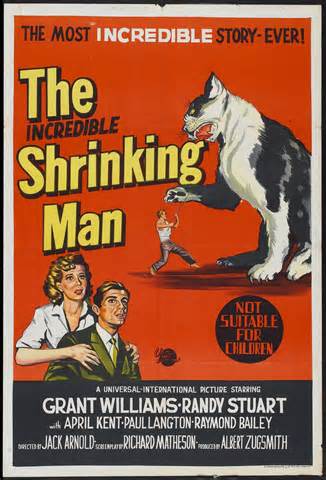 THE MOST INCREDIBLE STORY-EVER!
The
INCREDIBLE
Shrinking
Man
NOT
SUITABLE
FOR
CHILDREN
A UNIVERSAL-INTERNATIONAL PICTURE STARRING
GRANT WILLIAMS · RANDY STUART
with APRIL KENT · PAUL LANGTON · RAYMOND BAILEY
DIRECTED BY JACK ARNOLD · SCREENPLAY BY RICHARD MATHESON · PRODUCED BY ALBERT ZUGSMITH